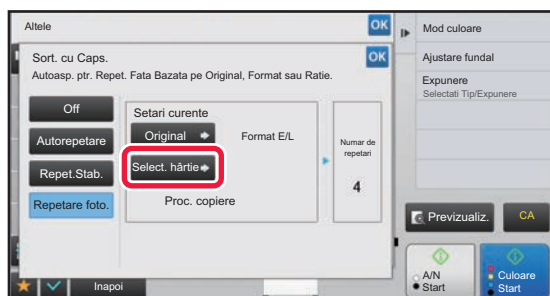 Altele
OK
Mod culoare
Sort. cu Caps.
OK
Autoasp. ptr. Repet. Fata Bazata pe Original, Format sau Ratie.
Ajustare fundal
Expunere
Selectati Tip/Expunere
Off
Autorepetare
Repet.Stab.
Repetare foto.
Setari curente
Original
Format E/L
Select. hârtie
Proc. copiere
Numar de
repetari
4
Previzualiz.
CA
Inapoi
A/N
Start
Culoare
Start